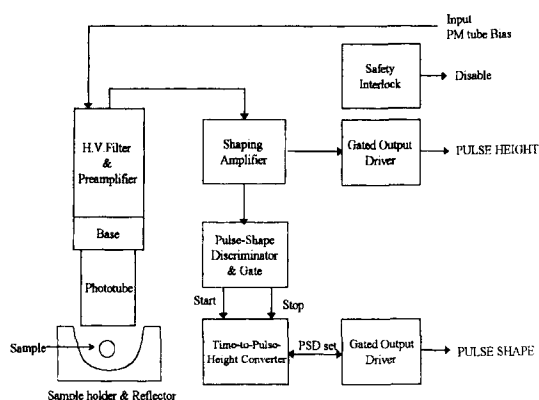 Input
PM tube Bias
Safety
Interlock
Disable
H.V.Filter
&
Preamplifier
Shaping
Amplifier
Gated Output
Driver
PULSE HEIGHT
Base
Pulse-Shape
Discriminator
& Gate
Phototube
Start
Stop
Sample
Time-to-Pulse-
Height Converter
PSD set
Gated Output
Driver
PULSE SHAPE
Sample holder & Reflector